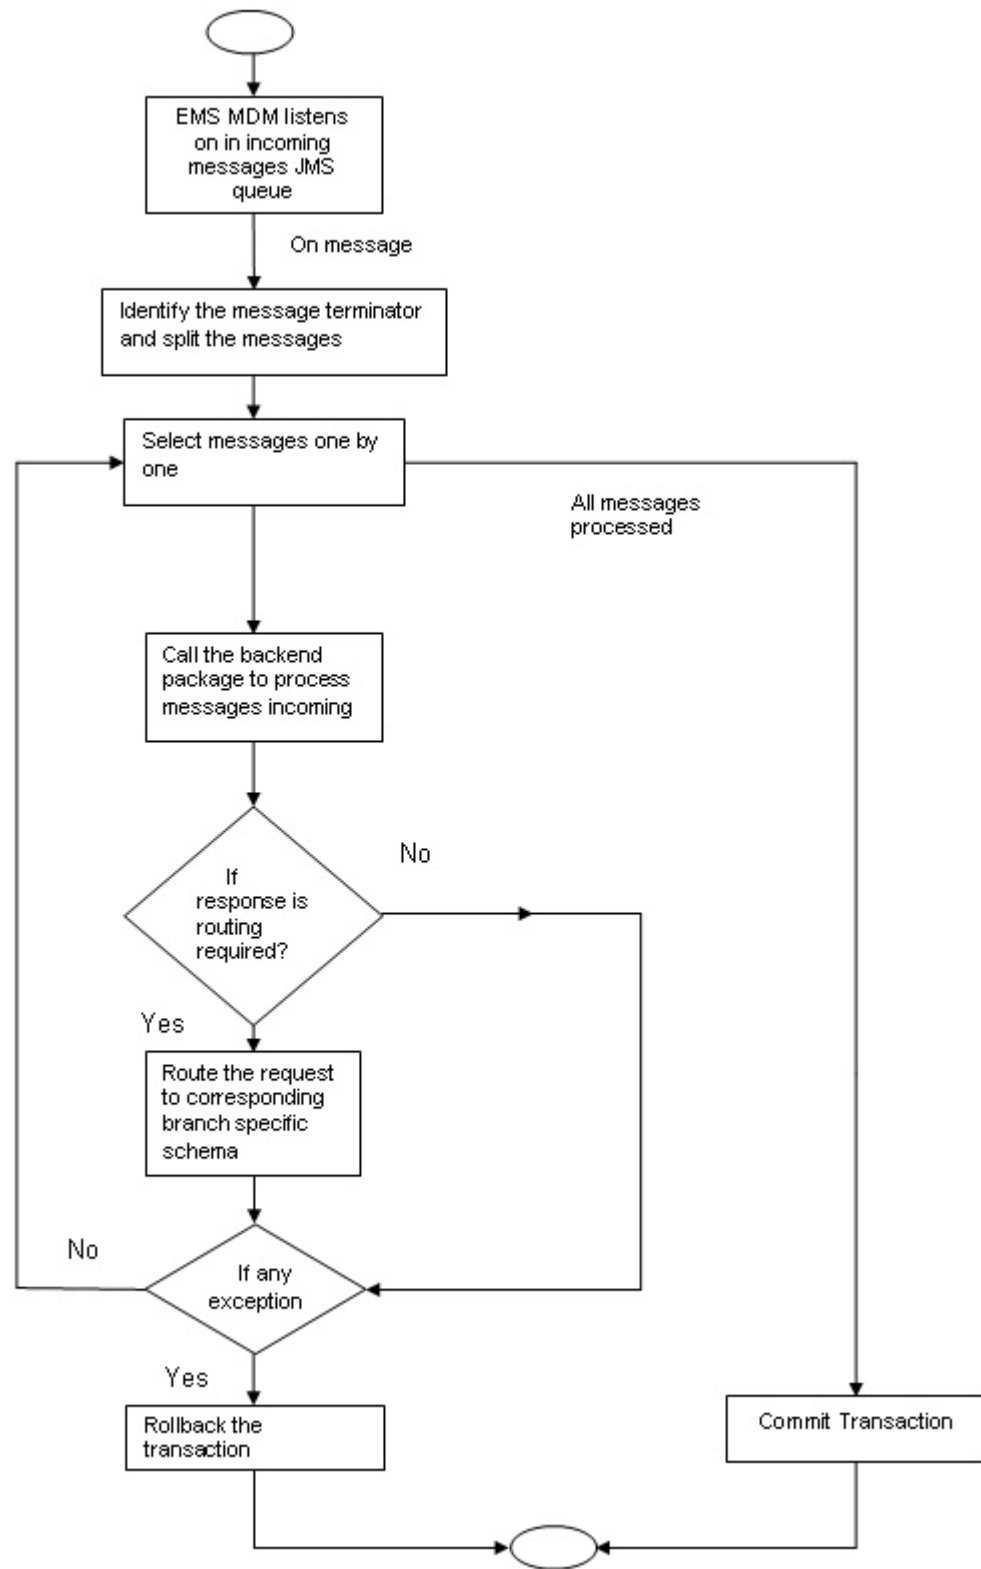 EMS MDM listens
on in incoming
messages JMS
queue
On message
Identify the message terminator
and split the messages
Select messages one by
one
All messages
processed
Call the backend
package to process
messages incoming
No
If
response is
routing
required?
Yes
Route the request
to corresponding
branch specific
schema
No
If any
exception
Yes
Rollback the
transaction
Commit Transaction